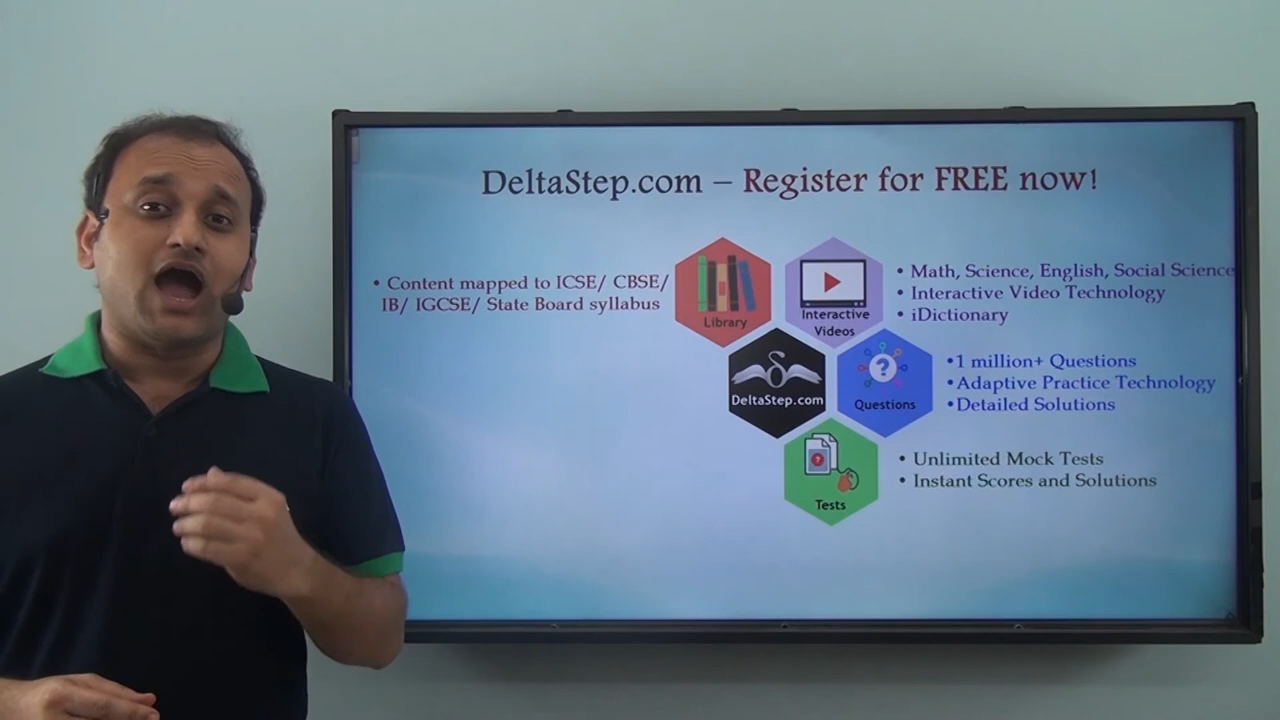 DeltaStep.com – Register for FREE now!
• Content mapped to ICSE/ CBSE/
IB/ IGCSE/ State Board syllabus
Library
Interactive
Videos
• Math, Science, English, Social Science
• Interactive Video Technology
• iDictionary
δ
DeltaStep.com
?
Questions
•1 million+ Questions
•Adaptive Practice Technology
•Detailed Solutions
?
Tests
• Unlimited Mock Tests
• Instant Scores and Solutions